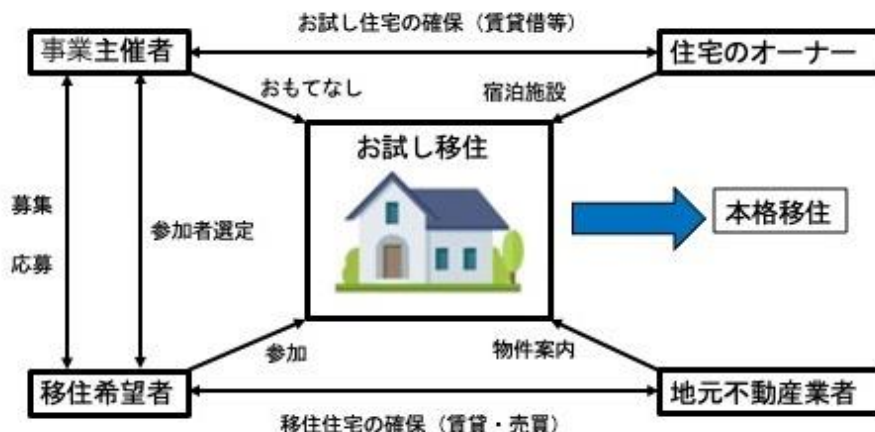 お試し住宅の確保（賃貸借等）
事業主催者
住宅のオーナー
おもてなし
宿泊施設
お試し移住
募集
応募
参加者選定
本格移住
参加
物件案内
移住希望者
地元不動産業者
移住住宅の確保（賃貸・売買）